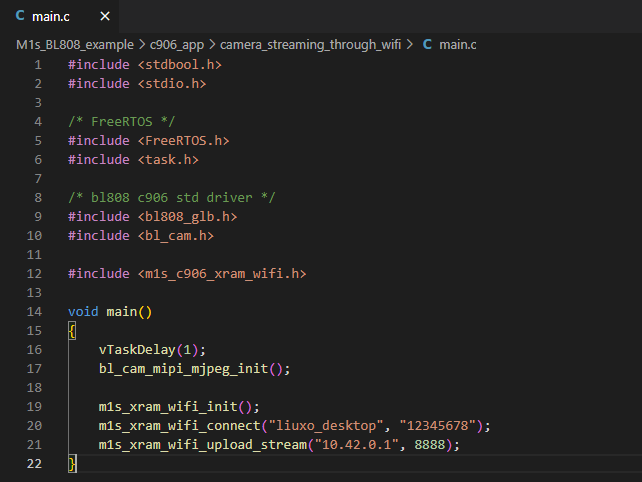 C main.c ×
M1s_BL808_example > c906_app > camera_streaming_through_wifi > C main.c
1 #include <stdbool.h>
2 #include <stdio.h>
3
4 /* FreeRTOS */
5 #include <FreeRTOS.h>
6 #include <task.h>
7
8 /* bl808 c906 std driver */
9 #include <bl808_glb.h>
10 #include <bl_cam.h>
11
12 #include <m1s_c906_xram_wifi.h>
13
14 void main()
15 {
16     vTaskDelay(1);
17     bl_cam_mipi_mjpeg_init();
18
19     m1s_xram_wifi_init();
20     m1s_xram_wifi_connect("liuxo_desktop", "12345678");
21     m1s_xram_wifi_upload_stream("10.42.0.1", 8888);
22 }